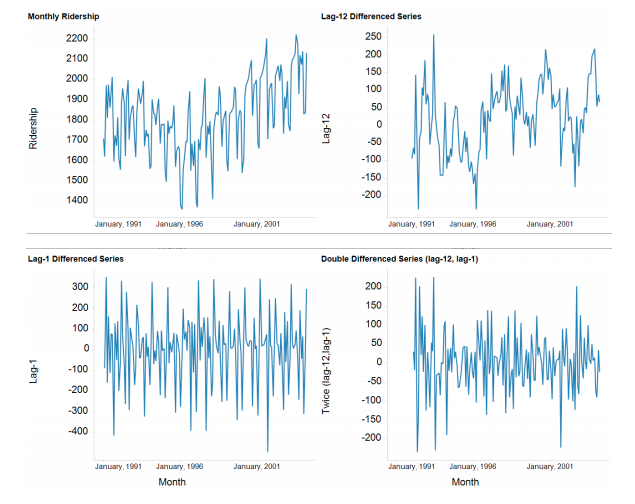 Monthly Ridership
2200
2100
2000
1900
1800
1700
1600
1500
1400
Ridership
January, 1991 January, 1996 January, 2001
Lag-12 Differenced Series
250
200
150
100
50
0
-50
-100
-150
-200
Lag-12
January, 1991 January, 1996 January, 2001
Lag-1 Differenced Series
300
200
100
0
-100
-200
-300
-400
Lag-1
January, 1991 January, 1996 January, 2001
Month
Double Differenced Series (lag-12, lag-1)
200
150
100
50
0
-50
-100
-150
-200
Twice (lag-12,lag-1)
January, 1991 January, 1996 January, 2001
Month